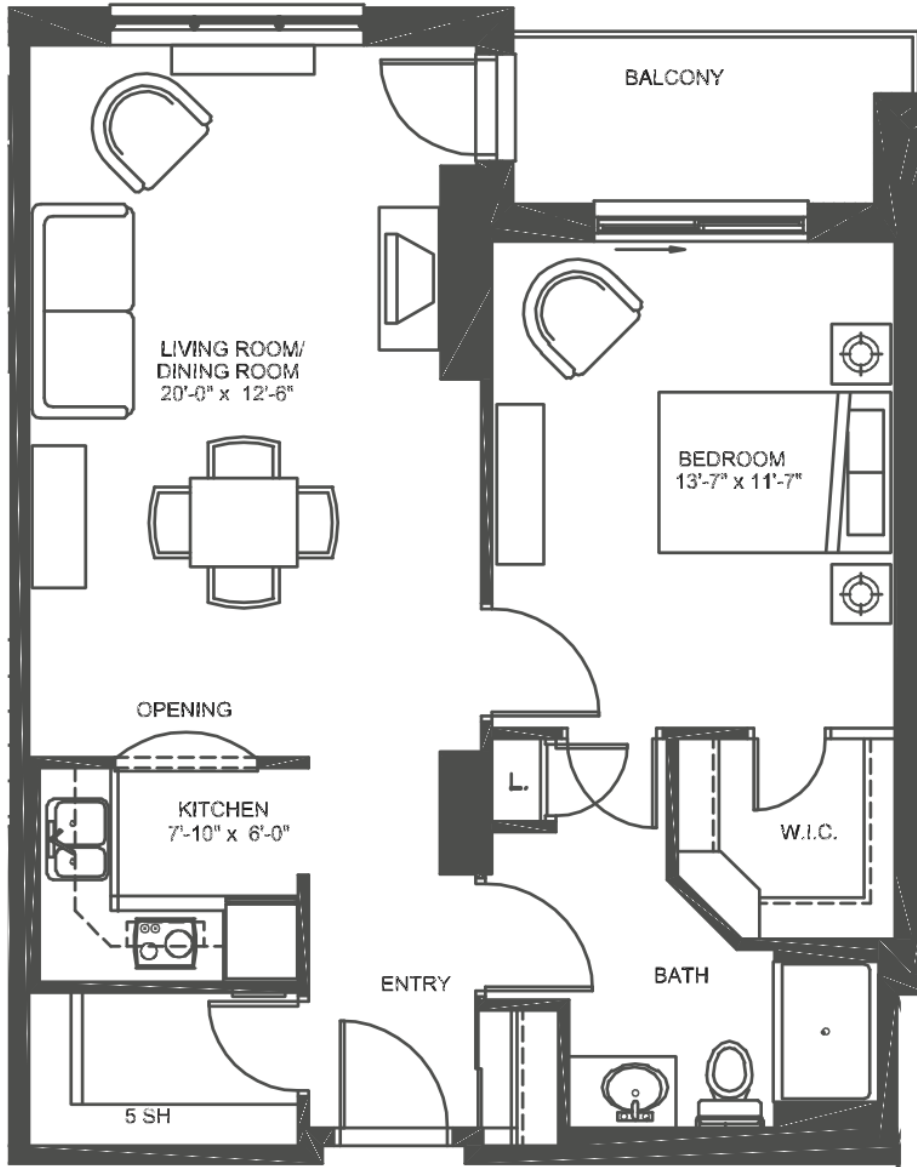 BALCONY
LIVING ROOM/
DINING ROOM
20'-0" x 12'-6"
BEDROOM
13'-7" x 11'-7"
OPENING
KITCHEN
7'-10" x 6'-0"
L.
W.I.C.
ENTRY
BATH
5 SH